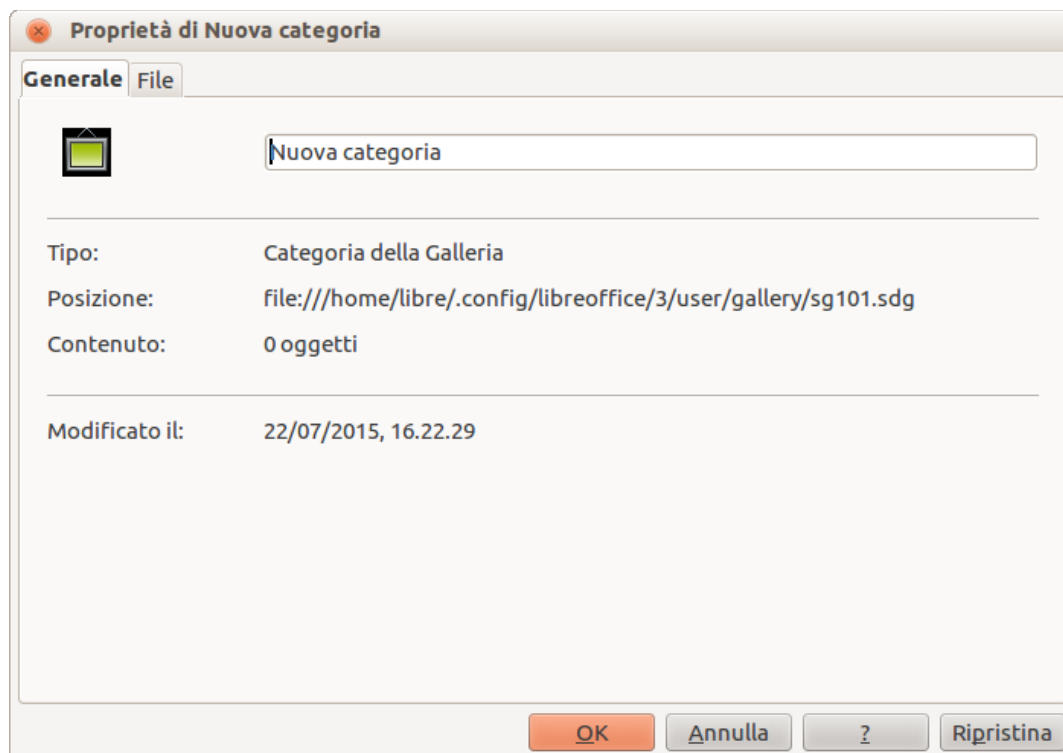 Proprietà di Nuova categoria
Generale File
Nuova categoria
Tipo: Categoria della Galleria
Posizione: file:///home/libre/.config/libreoffice/3/user/gallery/sg101.sdg
Contenuto: 0 oggetti
Modificato il: 22/07/2015, 16.22.29
OK Annulla ? Ripristina